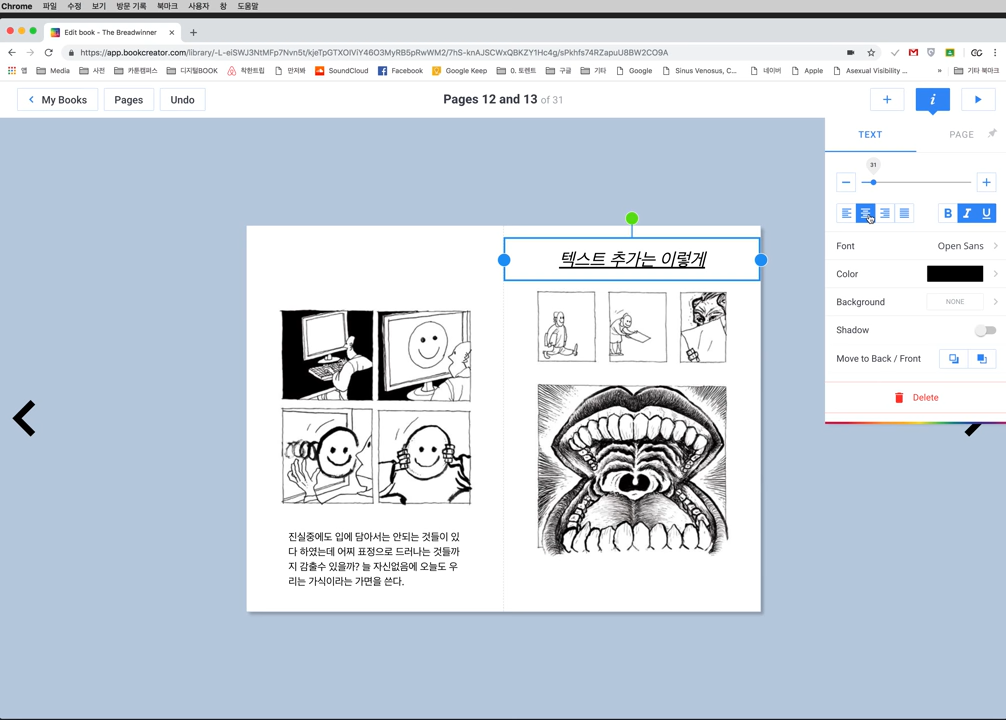 Chrome 파일 수정 보기 방문 기록 북마크 사용자 창 도움말
Edit book - The Breadwinner
https://app.bookcreator.com/library/-L-eiSWJ3NtMFp7Nvn5t/kjeTpGTXOIViY46O3MyRB5pRwWM2/7hS-knAJSCWxQBKZY1Hc4g/sPkhfs74RZapuU8BW2CO9A
앱 Media 사전 카툰캠퍼스 디지털BOOK 착한트립 민저봐 SoundCloud Facebook Google Keep 0. 토렌트 구글 기타 Google Sinus Venosus, C... 네이버 Apple Asexual Visibility ... » 기타 북마크
My Books Pages Undo Pages 12 and 13 of 31
TEXT PAGE
31
B I U
Font Open Sans
Color
Background NONE
Shadow
Move to Back / Front
Delete
텍스트 추가는 이렇게
진실중에도 입에 담아서는 안되는 것들이 있
다 하였는데 어찌 표정으로 드러나는 것들까
지 감출수 있을까? 늘 자신없음에 오늘도 우
리는 가식이라는 가면을 쓴다.